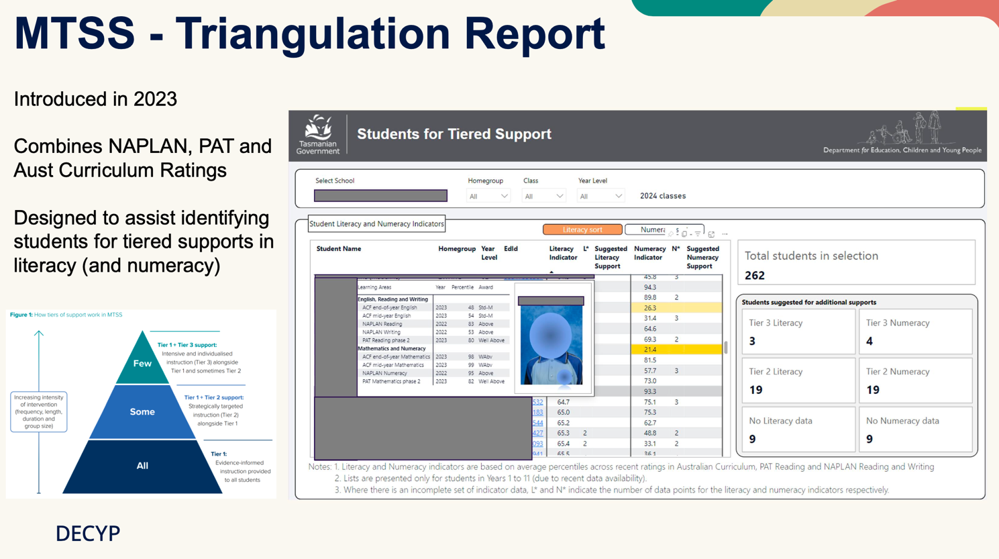 MTSS - Triangulation Report
Introduced in 2023
Combines NAPLAN, PAT and
Aust Curriculum Ratings
Designed to assist identifying
students for tiered supports in
literacy (and numeracy)
Figure 1: How tiers of support work in MTSS
Increasing intensity
of intervention
(frequency, length,
duration and
group size)
Few
Some
All
Tier 1 + Tier 3 support:
Intensive and individualised
instruction (Tier 3) alongside
Tier 1 and sometimes Tier 2
Tier 1 + Tier 2 support:
Strategically targeted
instruction (Tier 2)
alongside Tier 1
Tier 1:
Evidence-informed
instruction provided
to all students
DECYP
Tasmanian
Government
Students for Tiered Support
Department for Education, Children and Young People
Select School
Homegroup
All
Class
All
Year Level
All
2024 classes
Student Literacy and Numeracy Indicators
Literacy sort
Numera
Student Name Homegroup Year Level EdId Literacy Indicator L* Suggested Literacy Support Numeracy Indicator N* Suggested Numeracy Support
45.8 3
94.3
89.8 2
26.3
31.4 3
64.6
69.3 2
21.4
81.5
57.7 3
73.0
93.3
532 64.7 75.1 3
183 65.0 75.3
544 65.2 62.7
427 65.3 2 48.8 2
093 65.4 2 33.1 2
941 65.5 36.1
Learning Areas Year Percentile Award
English, Reading and Writing
ACF end-of-year English 2023 48 Std-M
ACF mid-year English 2023 54 Std-M
NAPLAN Reading 2022 83 Above
NAPLAN Writing 2022 53 Above
PAT Reading phase 2 2023 80 Well Above
Mathematics and Numeracy
ACF end-of-year Mathematics 2023 98 WAbv
ACF mid-year Mathematics 2023 99 WAbv
NAPLAN Numeracy 2022 95 Above
PAT Mathematics phase 2 2023 82 Well Above
Total students in selection
262
Students suggested for additional supports
Tier 3 Literacy
3
Tier 3 Numeracy
4
Tier 2 Literacy
19
Tier 2 Numeracy
19
No Literacy data
9
No Numeracy data
9
Notes: 1. Literacy and Numeracy indicators are based on average percentiles across recent ratings in Australian Curriculum, PAT Reading and NAPLAN Reading and Writing
2. Lists are presented only for students in Years 1 to 11 (due to recent data availability).
3. Where there is an incomplete set of indicator data, L* and N* indicate the number of data points for the literacy and numeracy indicators respectively.